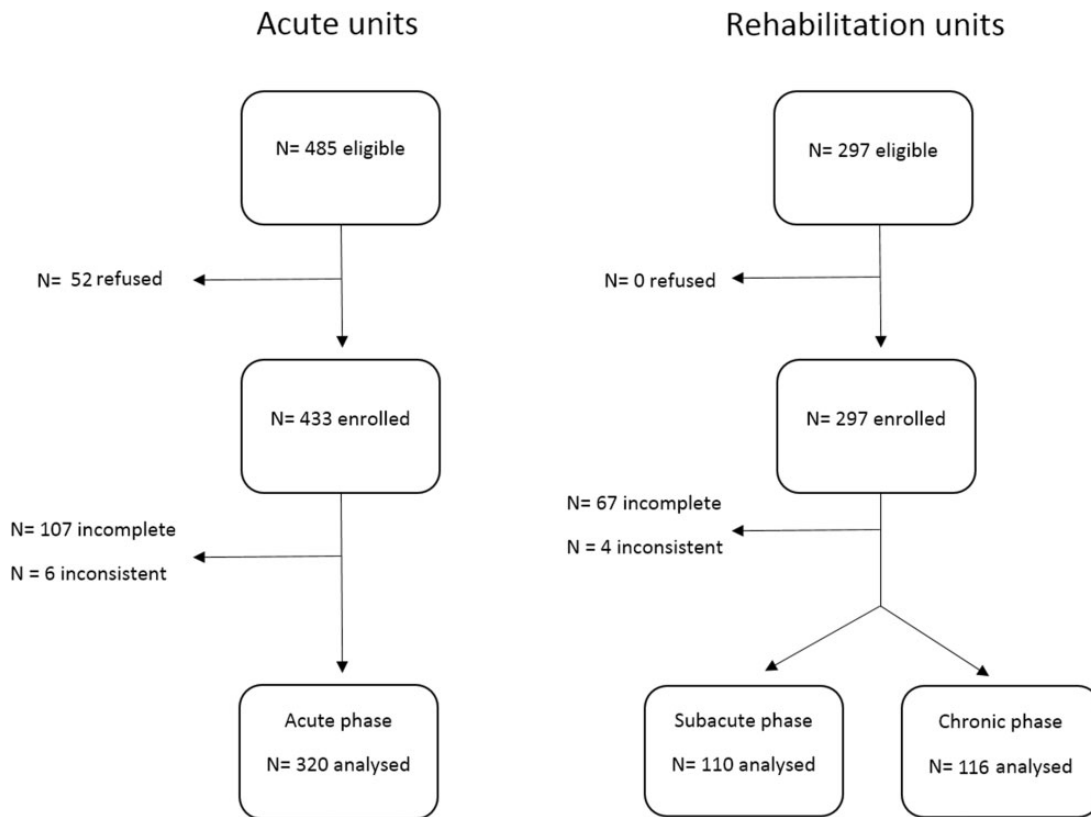 Acute units
N= 485 eligible
N= 52 refused
N= 433 enrolled
N= 107 incomplete
N = 6 inconsistent
Acute phase
N= 320 analysed
Rehabilitation units
N= 297 eligible
N= 0 refused
N= 297 enrolled
N= 67 incomplete
N = 4 inconsistent
Subacute phase
N= 110 analysed
Chronic phase
N= 116 analysed